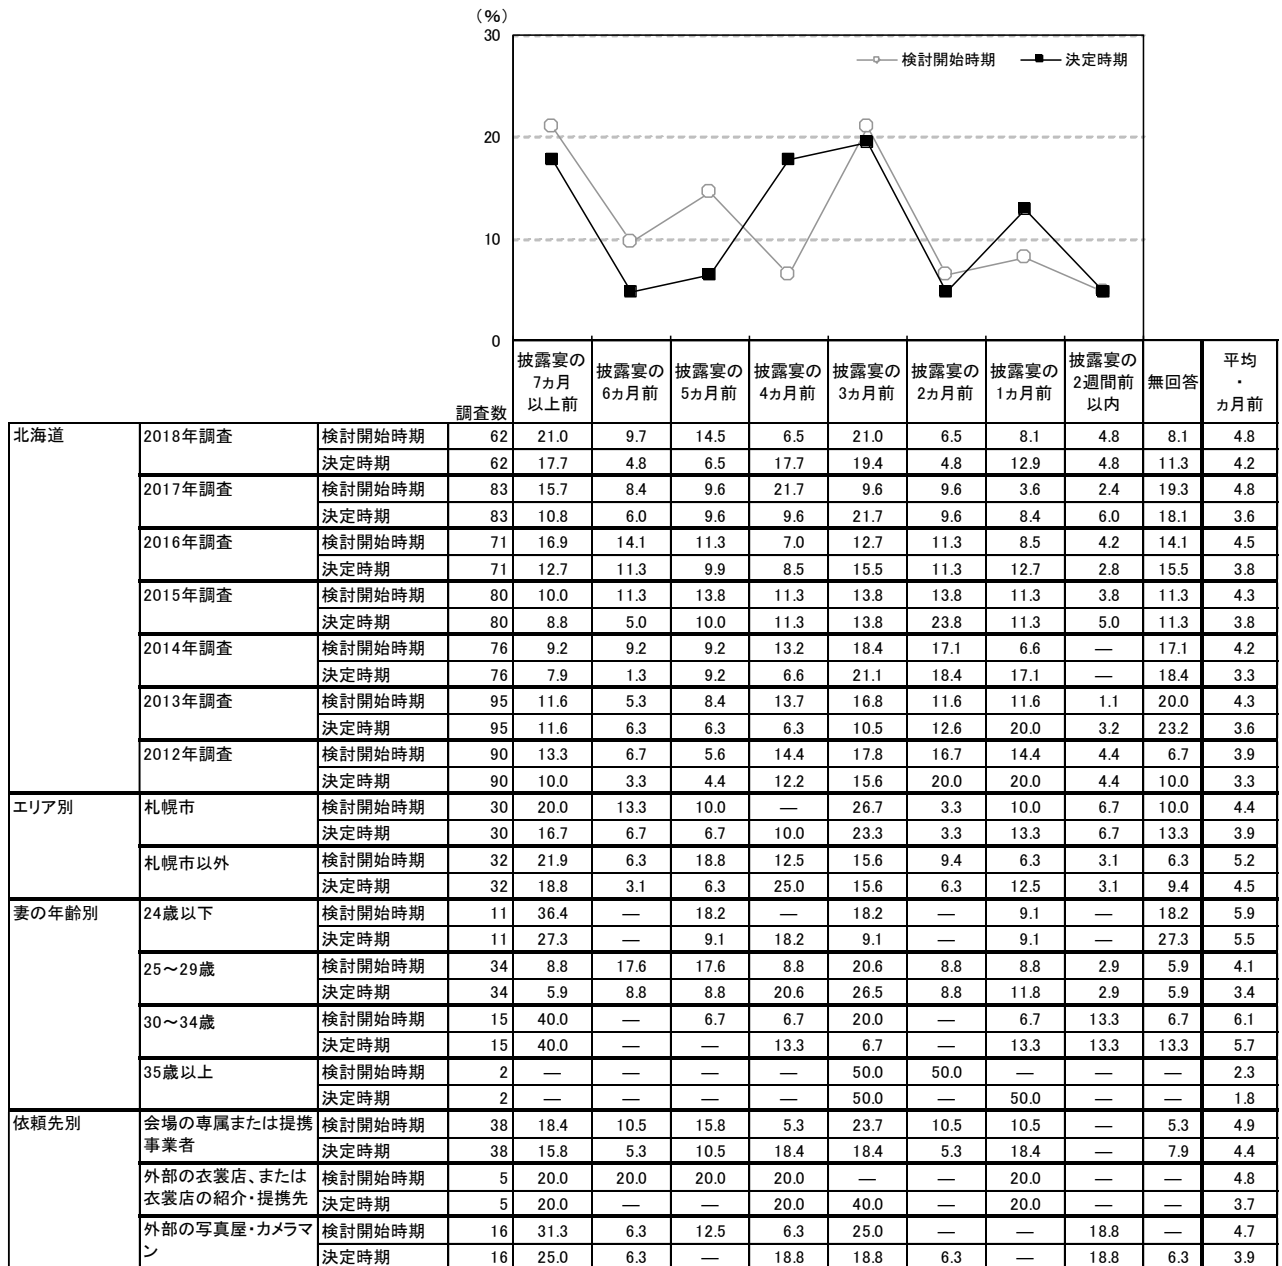 （%）
30
20
10
0
検討開始時期 決定時期
調査数 披露宴の7ヵ月以上前 披露宴の6ヵ月前 披露宴の5ヵ月前 披露宴の4ヵ月前 披露宴の3ヵ月前 披露宴の2ヵ月前 披露宴の1ヵ月前 披露宴の2週間前以内 無回答 平均・ヵ月前
北海道 2018年調査 検討開始時期 62 21.0 9.7 14.5 6.5 21.0 6.5 8.1 4.8 8.1 4.8
決定時期 62 17.7 4.8 6.5 17.7 19.4 4.8 12.9 4.8 11.3 4.2
2017年調査 検討開始時期 83 15.7 8.4 9.6 21.7 9.6 9.6 3.6 2.4 19.3 4.8
決定時期 83 10.8 6.0 9.6 9.6 21.7 9.6 8.4 6.0 18.1 3.6
2016年調査 検討開始時期 71 16.9 14.1 11.3 7.0 12.7 11.3 8.5 4.2 14.1 4.5
決定時期 71 12.7 11.3 9.9 8.5 15.5 11.3 12.7 2.8 15.5 3.8
2015年調査 検討開始時期 80 10.0 11.3 13.8 11.3 13.8 13.8 11.3 3.8 11.3 4.3
決定時期 80 8.8 5.0 10.0 11.3 13.8 23.8 11.3 5.0 11.3 3.8
2014年調査 検討開始時期 76 9.2 9.2 9.2 13.2 18.4 17.1 6.6 ― 17.1 4.2
決定時期 76 7.9 1.3 9.2 6.6 21.1 18.4 17.1 ― 18.4 3.3
2013年調査 検討開始時期 95 11.6 5.3 8.4 13.7 16.8 11.6 11.6 1.1 20.0 4.3
決定時期 95 11.6 6.3 6.3 6.3 10.5 12.6 20.0 3.2 23.2 3.6
2012年調査 検討開始時期 90 13.3 6.7 5.6 14.4 17.8 16.7 14.4 4.4 6.7 3.9
決定時期 90 10.0 3.3 4.4 12.2 15.6 20.0 20.0 4.4 10.0 3.3
エリア別 札幌市 検討開始時期 30 20.0 13.3 10.0 ― 26.7 3.3 10.0 6.7 10.0 4.4
決定時期 30 16.7 6.7 6.7 10.0 23.3 3.3 13.3 6.7 13.3 3.9
札幌市以外 検討開始時期 32 21.9 6.3 18.8 12.5 15.6 9.4 6.3 3.1 6.3 5.2
決定時期 32 18.8 3.1 6.3 25.0 15.6 6.3 12.5 3.1 9.4 4.5
妻の年齢別 24歳以下 検討開始時期 11 36.4 ― 18.2 ― 18.2 ― 9.1 ― 18.2 5.9
決定時期 11 27.3 ― 9.1 18.2 9.1 ― 9.1 ― 27.3 5.5
25～29歳 検討開始時期 34 8.8 17.6 17.6 8.8 20.6 8.8 8.8 2.9 5.9 4.1
決定時期 34 5.9 8.8 8.8 20.6 26.5 8.8 11.8 2.9 5.9 3.4
30～34歳 検討開始時期 15 40.0 ― 6.7 6.7 20.0 ― 6.7 13.3 6.7 6.1
決定時期 15 40.0 ― ― 13.3 6.7 ― 13.3 13.3 13.3 5.7
35歳以上 検討開始時期 2 ― ― ― ― 50.0 50.0 ― ― ― 2.3
決定時期 2 ― ― ― ― 50.0 ― 50.0 ― ― 1.8
依頼先別 会場の専属または提携事業者 検討開始時期 38 18.4 10.5 15.8 5.3 23.7 10.5 10.5 ― 5.3 4.9
決定時期 38 15.8 5.3 10.5 18.4 18.4 5.3 18.4 ― 7.9 4.4
外部の衣裳店、または衣裳店の紹介・提携先 検討開始時期 5 20.0 20.0 20.0 20.0 ― ― 20.0 ― ― 4.8
決定時期 5 20.0 ― ― 20.0 40.0 ― 20.0 ― ― 3.7
外部の写真屋・カメラマン 検討開始時期 16 31.3 6.3 12.5 6.3 25.0 ― ― 18.8 ― 4.7
決定時期 16 25.0 6.3 ― 18.8 18.8 6.3 ― 18.8 6.3 3.9